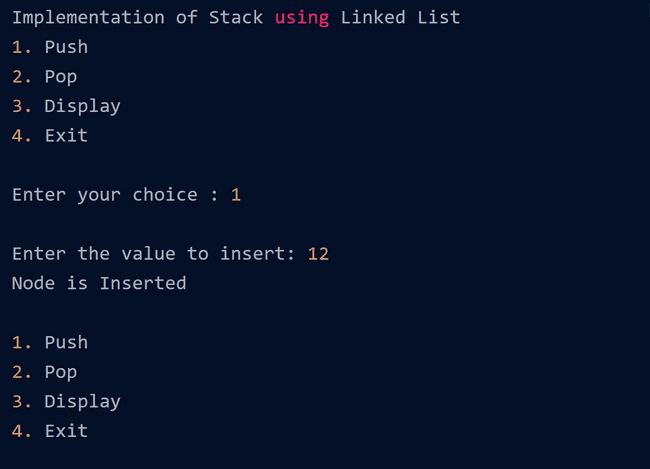 Implementation of Stack using Linked List
1. Push
2. Pop
3. Display
4. Exit
Enter your choice : 1
Enter the value to insert: 12
Node is Inserted
1. Push
2. Pop
3. Display
4. Exit